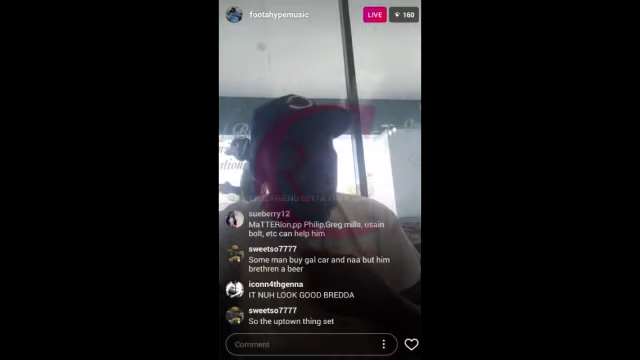 footahypemusic
LIVE
160
sueberry12
MaTTERIon,pp Philip,Greg mills, usain
bolt, etc can help him
sweetso7777
Some man buy gal car and naa but him
brethren a beer
iconn4thgenna
IT NUH LOOK GOOD BREDDA
sweetso7777
So the uptown thing set
Comment